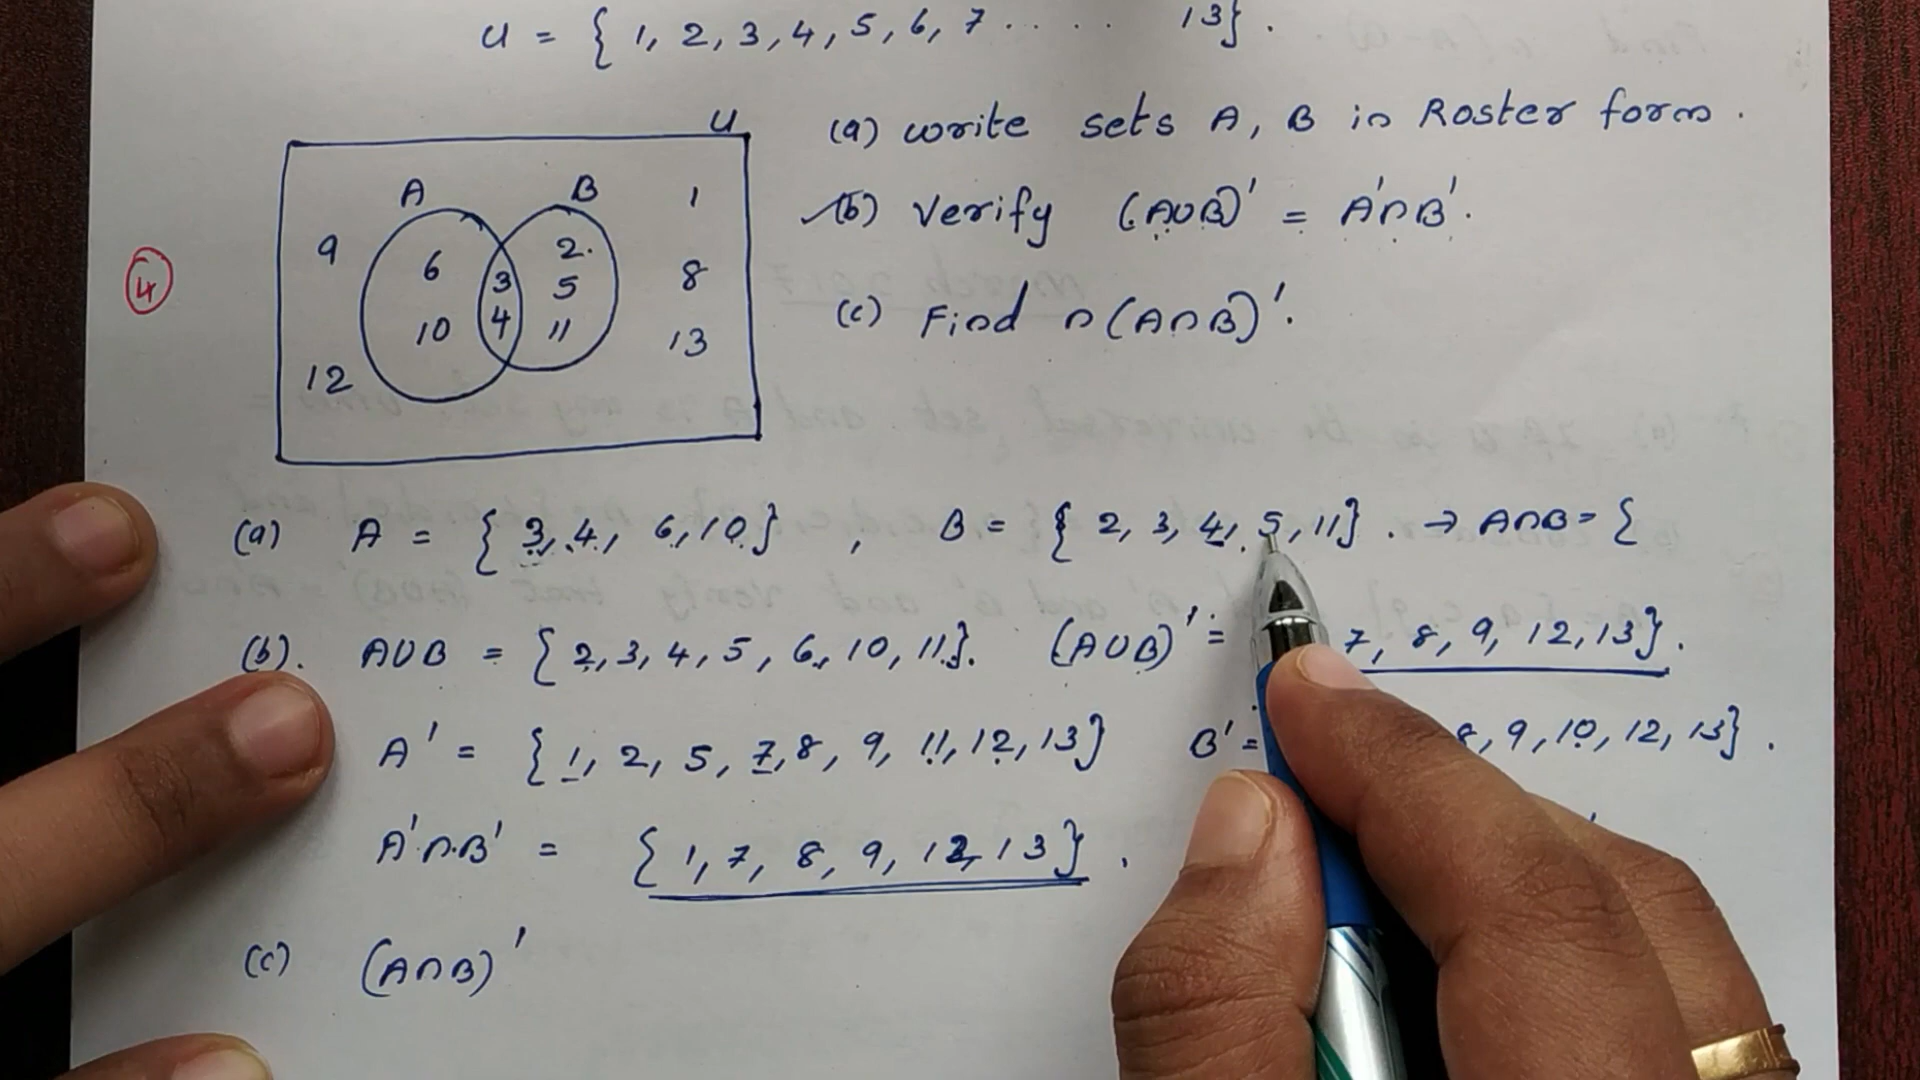 U = { 1, 2, 3, 4, 5, 6, 7 . . . . 13}.
U
(a) Write sets A, B in Roster form.
A B 1
(b) Verify (A∪B)' = A'∩B'.
9 6 3 2. 8
5
(4)
10 4 11 13
(c) Find n(A∩B)'.
12
(a) A = { 3, 4, 6, 10} , B = { 2, 3, 4, 5, 11} . → A∩B = {
(b). A∪B = { 2, 3, 4, 5, 6, 10, 11}. (A∪B)' = 7, 8, 9, 12, 13}.
A' = { 1, 2, 5, 7, 8, 9, 11, 12, 13} B' = 8, 9, 10, 12, 13}.
A'∩B' = { 1, 7, 8, 9, 12, 13}.
(c) (A∩B)'